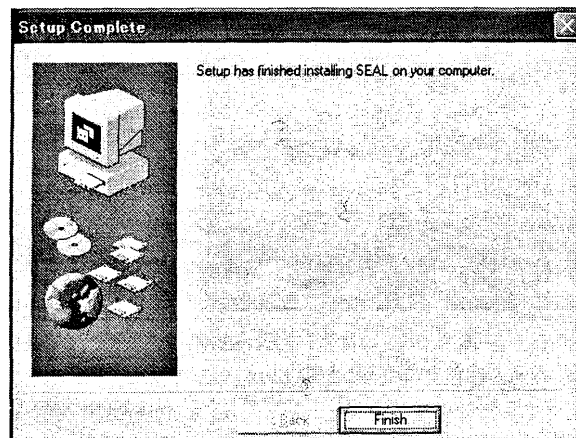 Setup Complete
Setup has finished installing SEAL on your computer.
Back
Finish